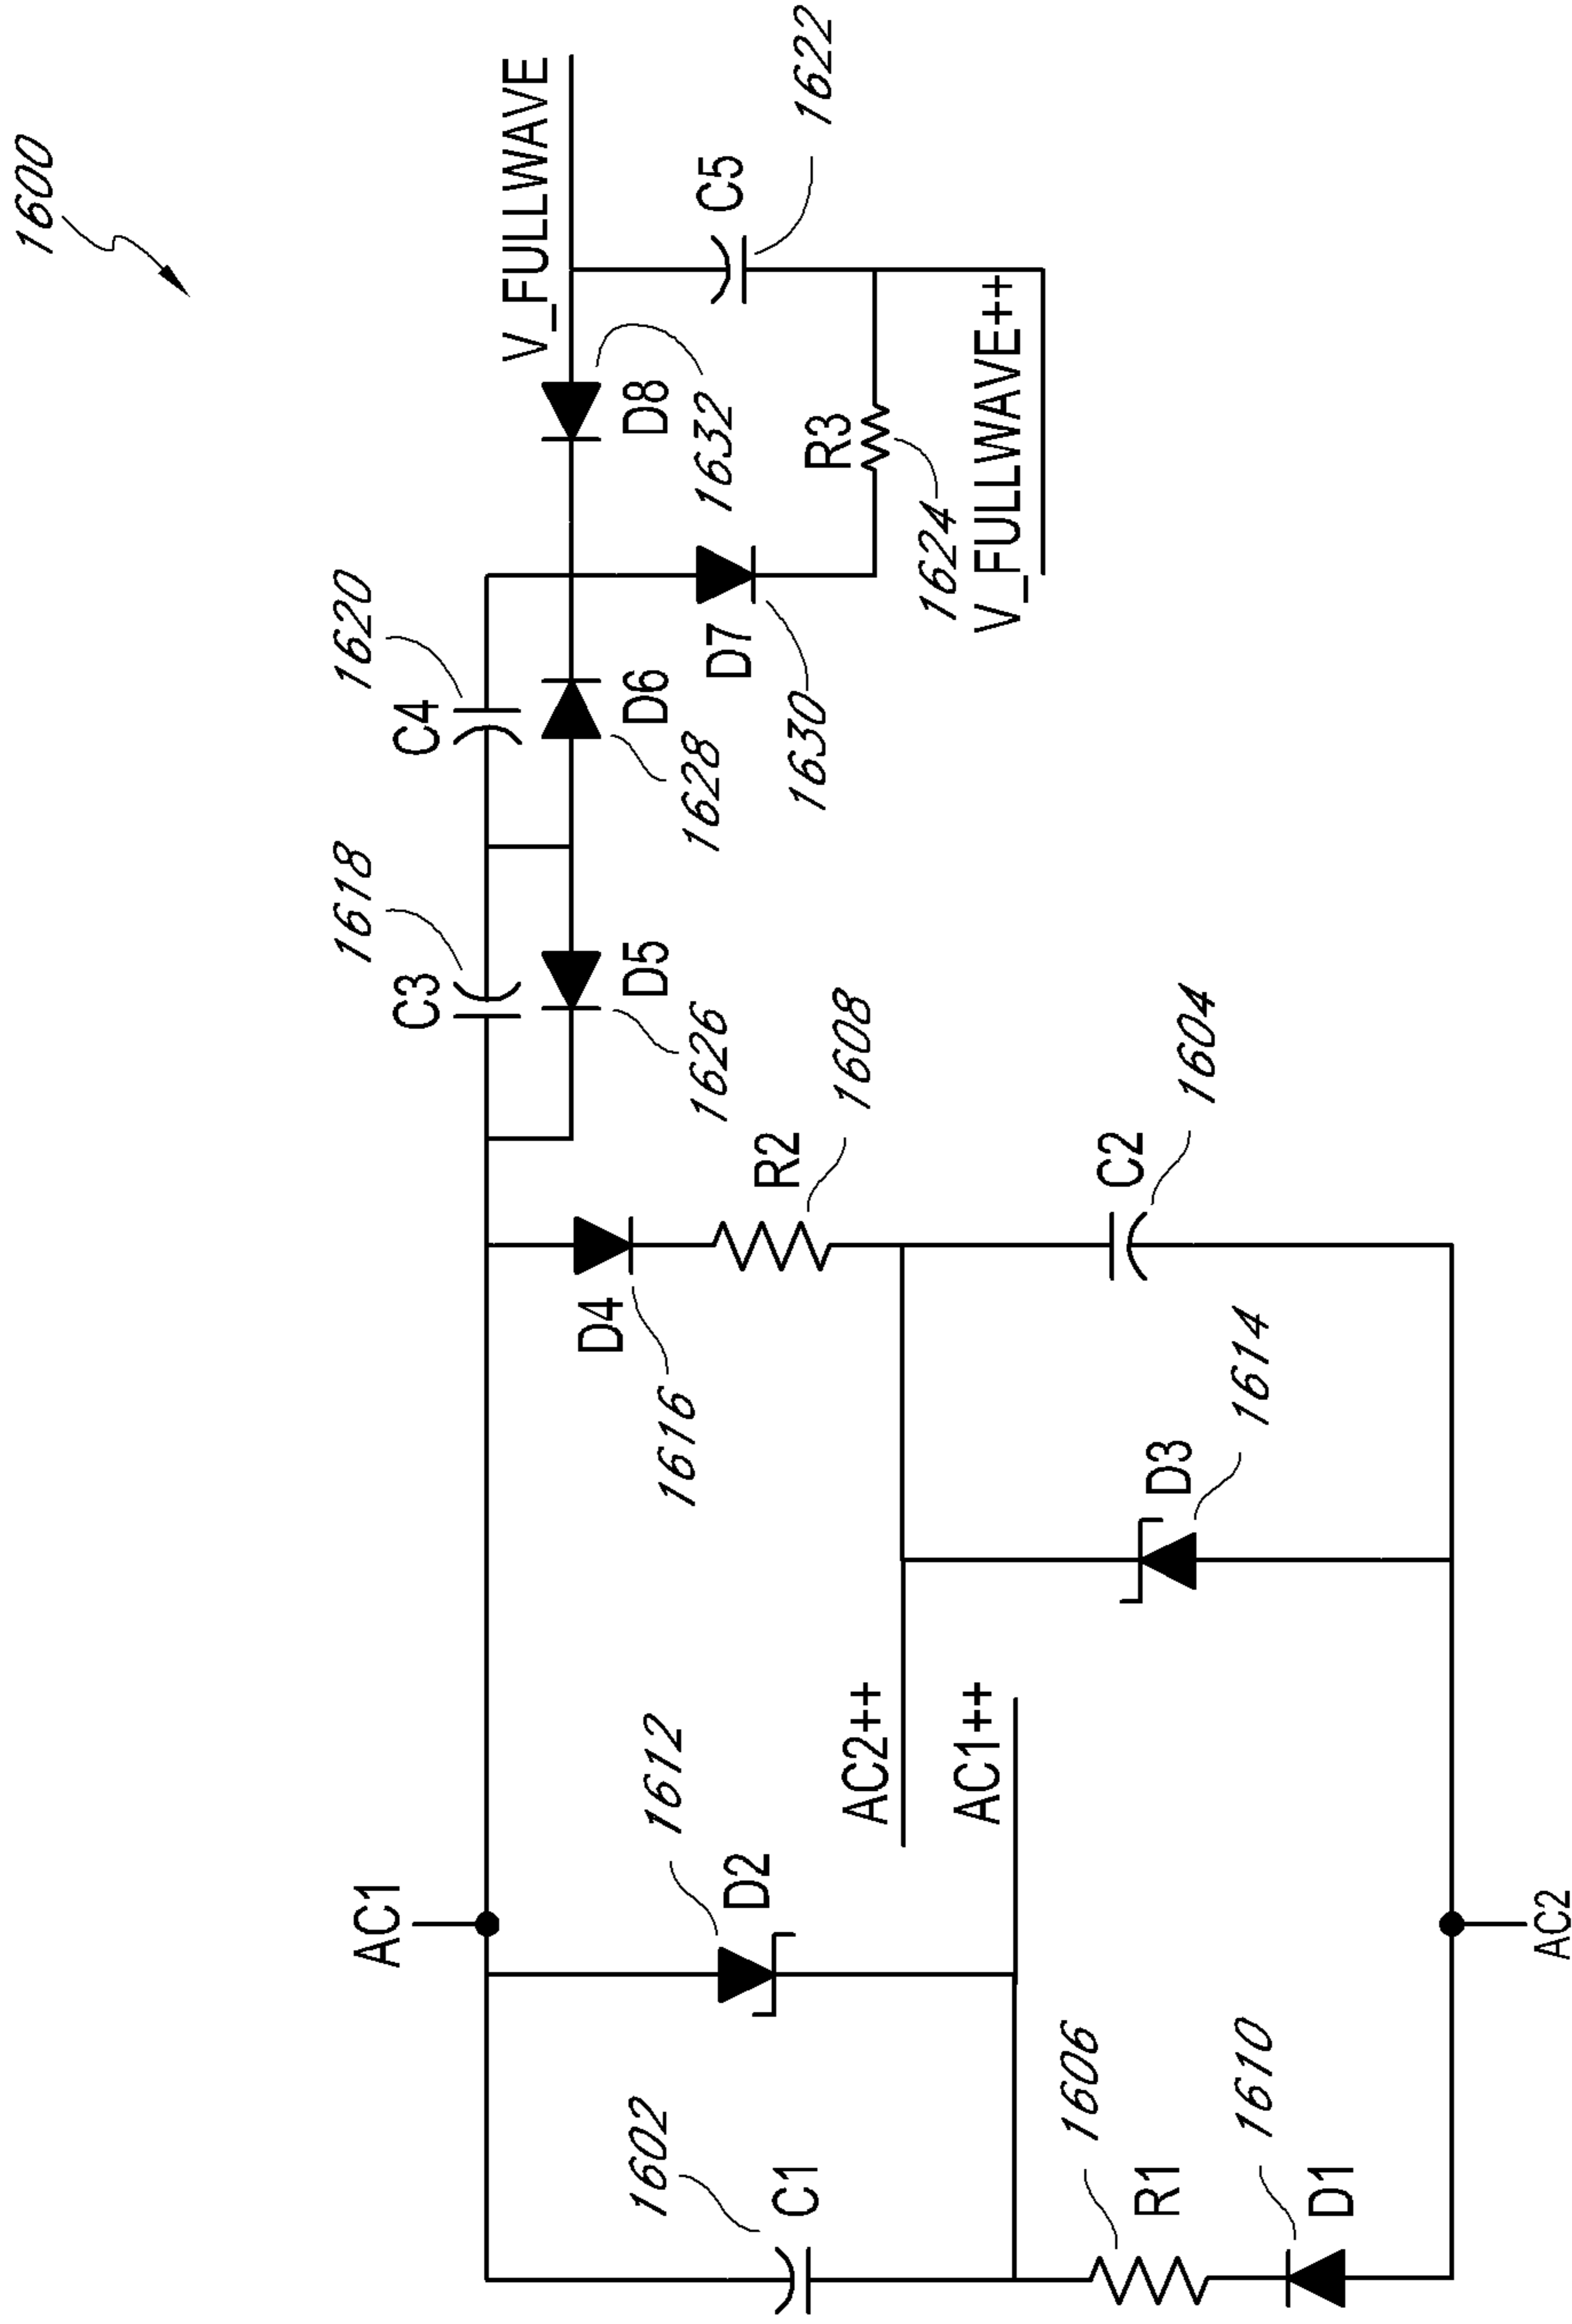 1600
V_FULLWAVE
C5
1622
D8
1632
R3
1624
V_FULLWAVE++
1620
C4
D6
1628
D7
1630
1618
C3
D5
1626
R2
1608
D4
1616
C2
1604
D3
1614
AC1
AC2++
AC1++
1612
D2
1602
C1
1606
R1
1610
D1
AC2